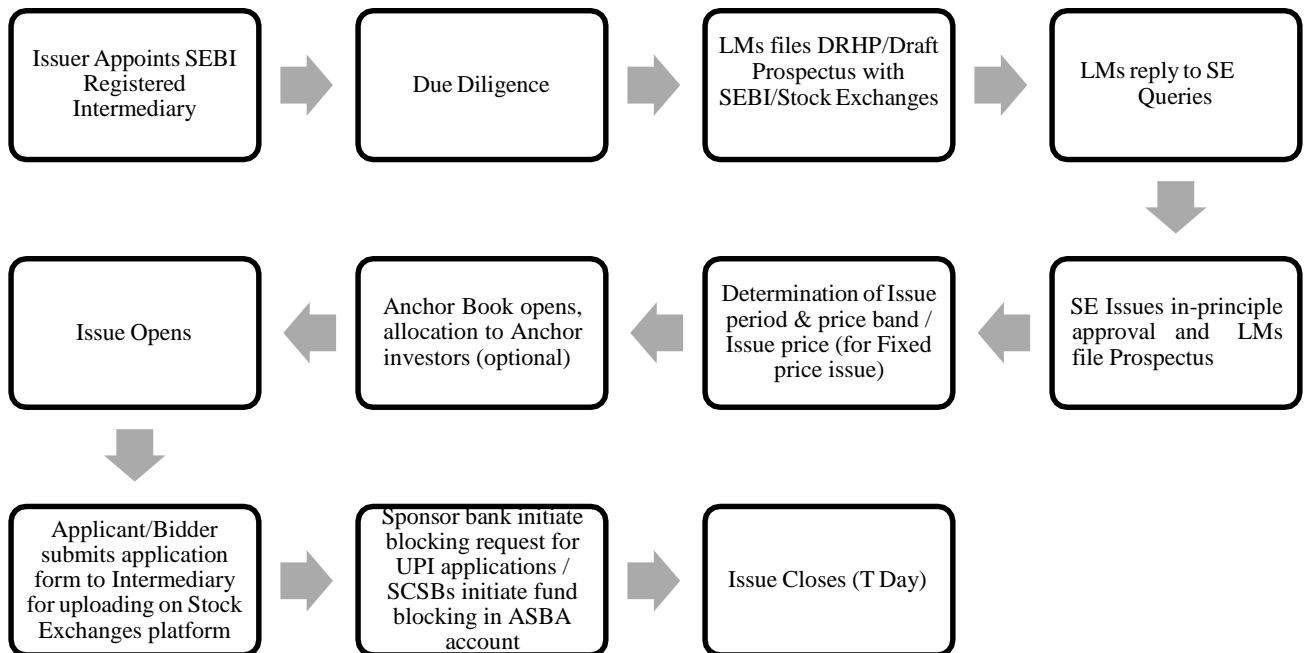 Issuer Appoints SEBI
Registered
Intermediary
Due Diligence
LMs files DRHP/Draft
Prospectus with
SEBI/Stock Exchanges
LMs reply to SE
Queries
SE Issues in-principle
approval and LMs
file Prospectus
Determination of Issue
period & price band /
Issue price (for Fixed
price issue)
Anchor Book opens,
allocation to Anchor
investors (optional)
Issue Opens
Applicant/Bidder
submits application
form to Intermediary
for uploading on Stock
Exchanges platform
Sponsor bank initiate
blocking request for
UPI applications /
SCSBs initiate fund
blocking in ASBA
account
Issue Closes (T Day)